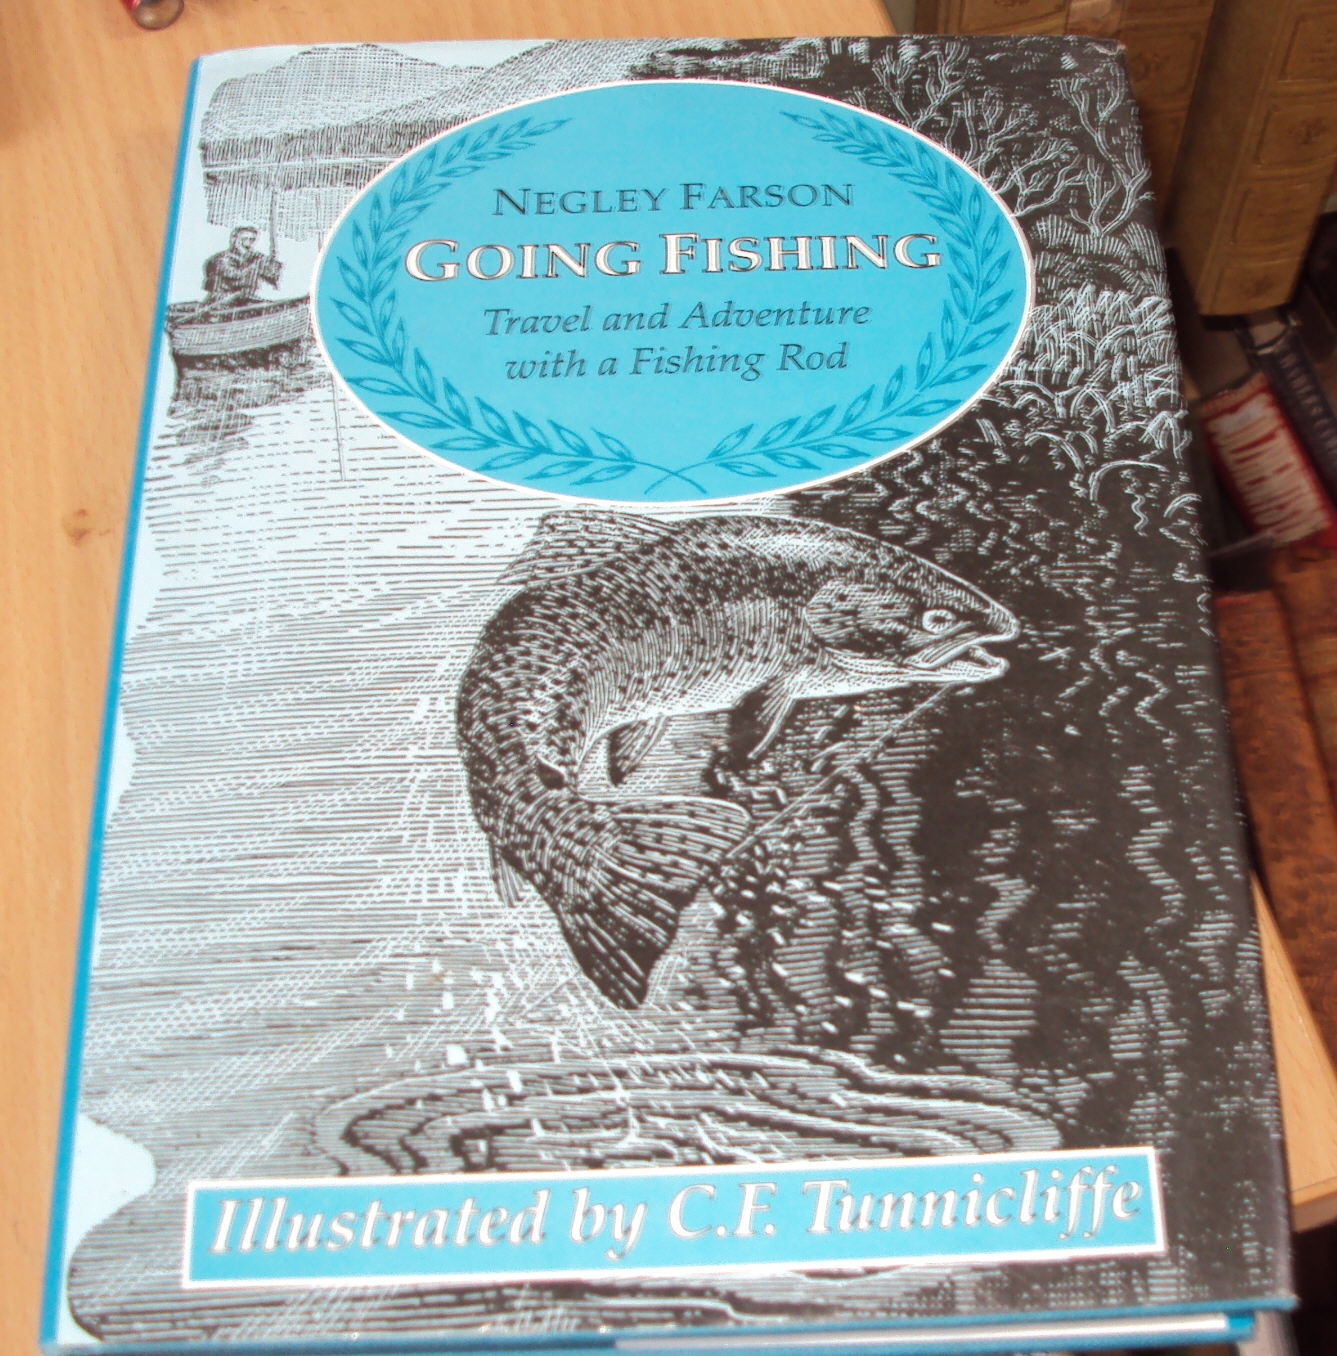 NEGLEY FARSON
GOING FISHING
Travel and Adventure
with a Fishing Rod
Illustrated by C.F. Tunnicliffe